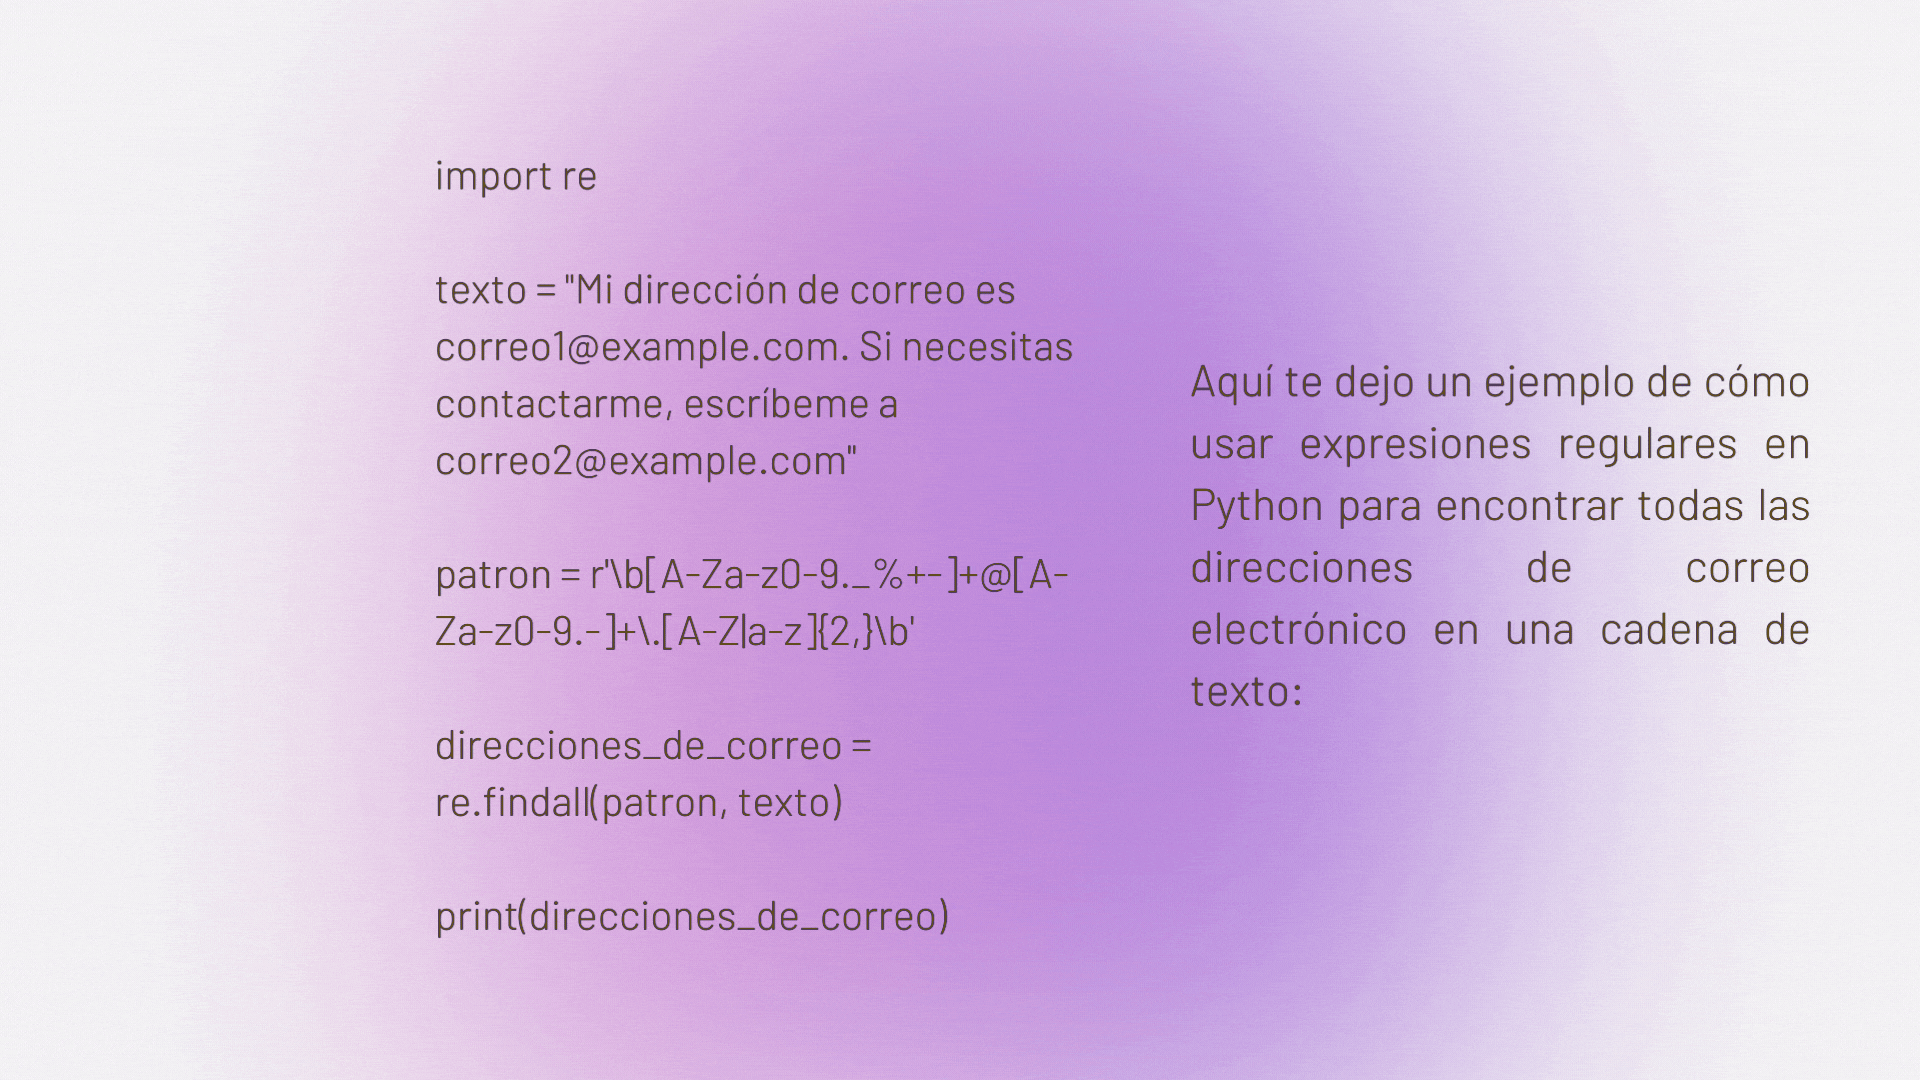 import re
texto = "Mi dirección de correo es
correo1@example.com. Si necesitas
contactarme, escríbeme a
correo2@example.com"
patron = r'\b[A-Za-z0-9._%+-]+@[A-
Za-z0-9.-]+\.[A-Z|a-z]{2,}\b'
direcciones_de_correo =
re.findall(patron, texto)
print(direcciones_de_correo)
Aquí te dejo un ejemplo de cómo
usar expresiones regulares en
Python para encontrar todas las
direcciones de correo
electrónico en una cadena de
texto: